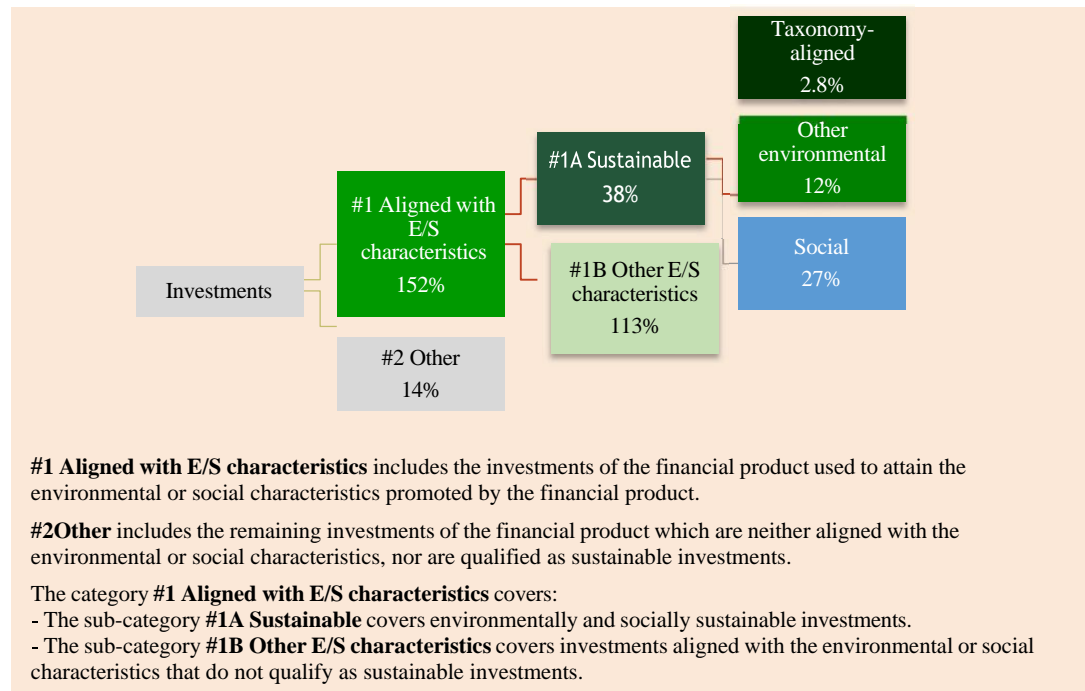 Taxonomy-
aligned
2.8%
Other
environmental
12%
#1A Sustainable
38%
#1 Aligned with
E/S
characteristics
152%
Social
27%
#1B Other E/S
characteristics
113%
Investments
#2 Other
14%
#1 Aligned with E/S characteristics includes the investments of the financial product used to attain the
environmental or social characteristics promoted by the financial product.
#2Other includes the remaining investments of the financial product which are neither aligned with the
environmental or social characteristics, nor are qualified as sustainable investments.
The category #1 Aligned with E/S characteristics covers:
- The sub-category #1A Sustainable covers environmentally and socially sustainable investments.
- The sub-category #1B Other E/S characteristics covers investments aligned with the environmental or social
characteristics that do not qualify as sustainable investments.